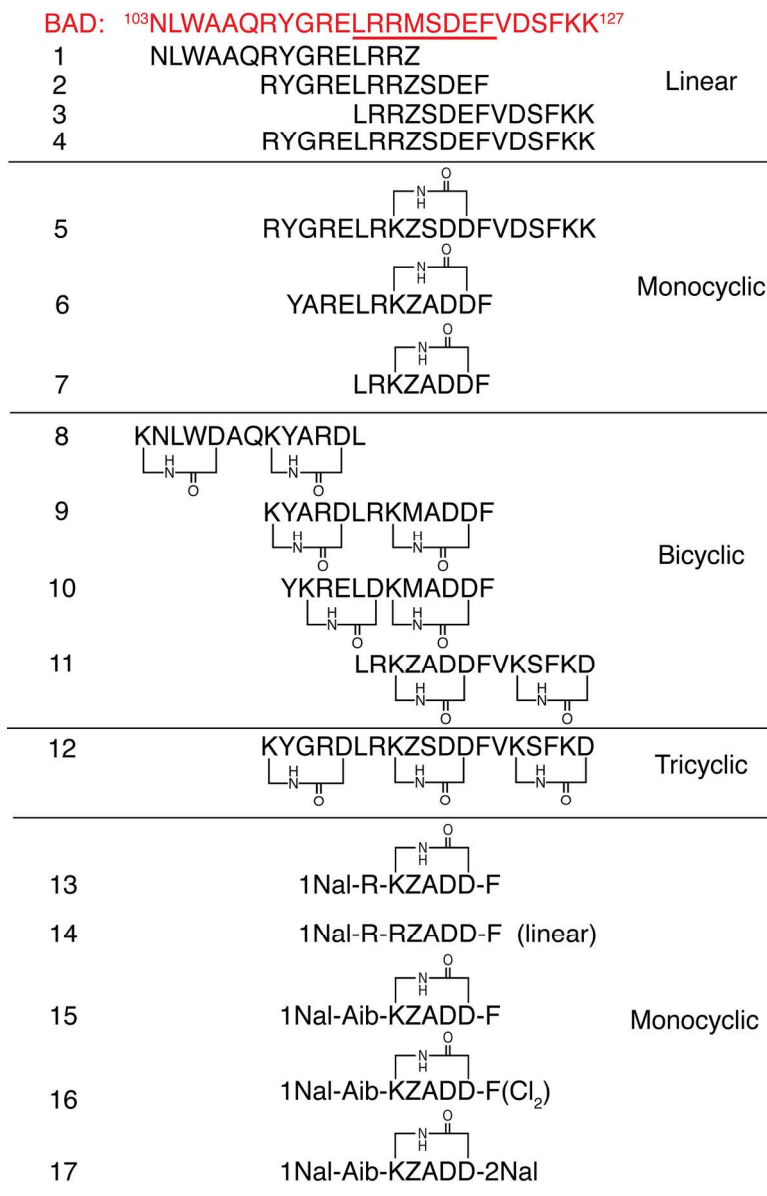 BAD: ¹⁰³NLWAAQRYGRELRRMSDEFVDSFKK¹²⁷
1 NLWAAQRYGRELRRZ
2 RYGRELRRZSDEF
Linear
3 LRRZSDEFVDSFKK
4 RYGRELRRZSDEFVDSFKK
O
N
H
5 RYGRELRKZSDDFVDSFKK
O
N
H
Monocyclic
6 YARELRKZADDF
O
N
H
7 LRKZADDF
8 KNLWDAQKYARDL
H H
N N
O O
9 KYARDLRKMADDF
H H
N N
O O
Bicyclic
10 YKRELDKMADDF
H H
N N
O O
11 LRKZADDFVKSFKD
H H
N N
O O
12 KYGRDLRKZSDDFVKSFKD
Tricyclic
H H H
N N N
O O O
O
N
H
13 1Nal-R-KZADD-F
14 1Nal-R-RZADD-F (linear)
O
N
H
15 1Nal-Aib-KZADD-F
Monocyclic
O
N
H
16 1Nal-Aib-KZADD-F(Cl₂)
O
N
H
17 1Nal-Aib-KZADD-2Nal